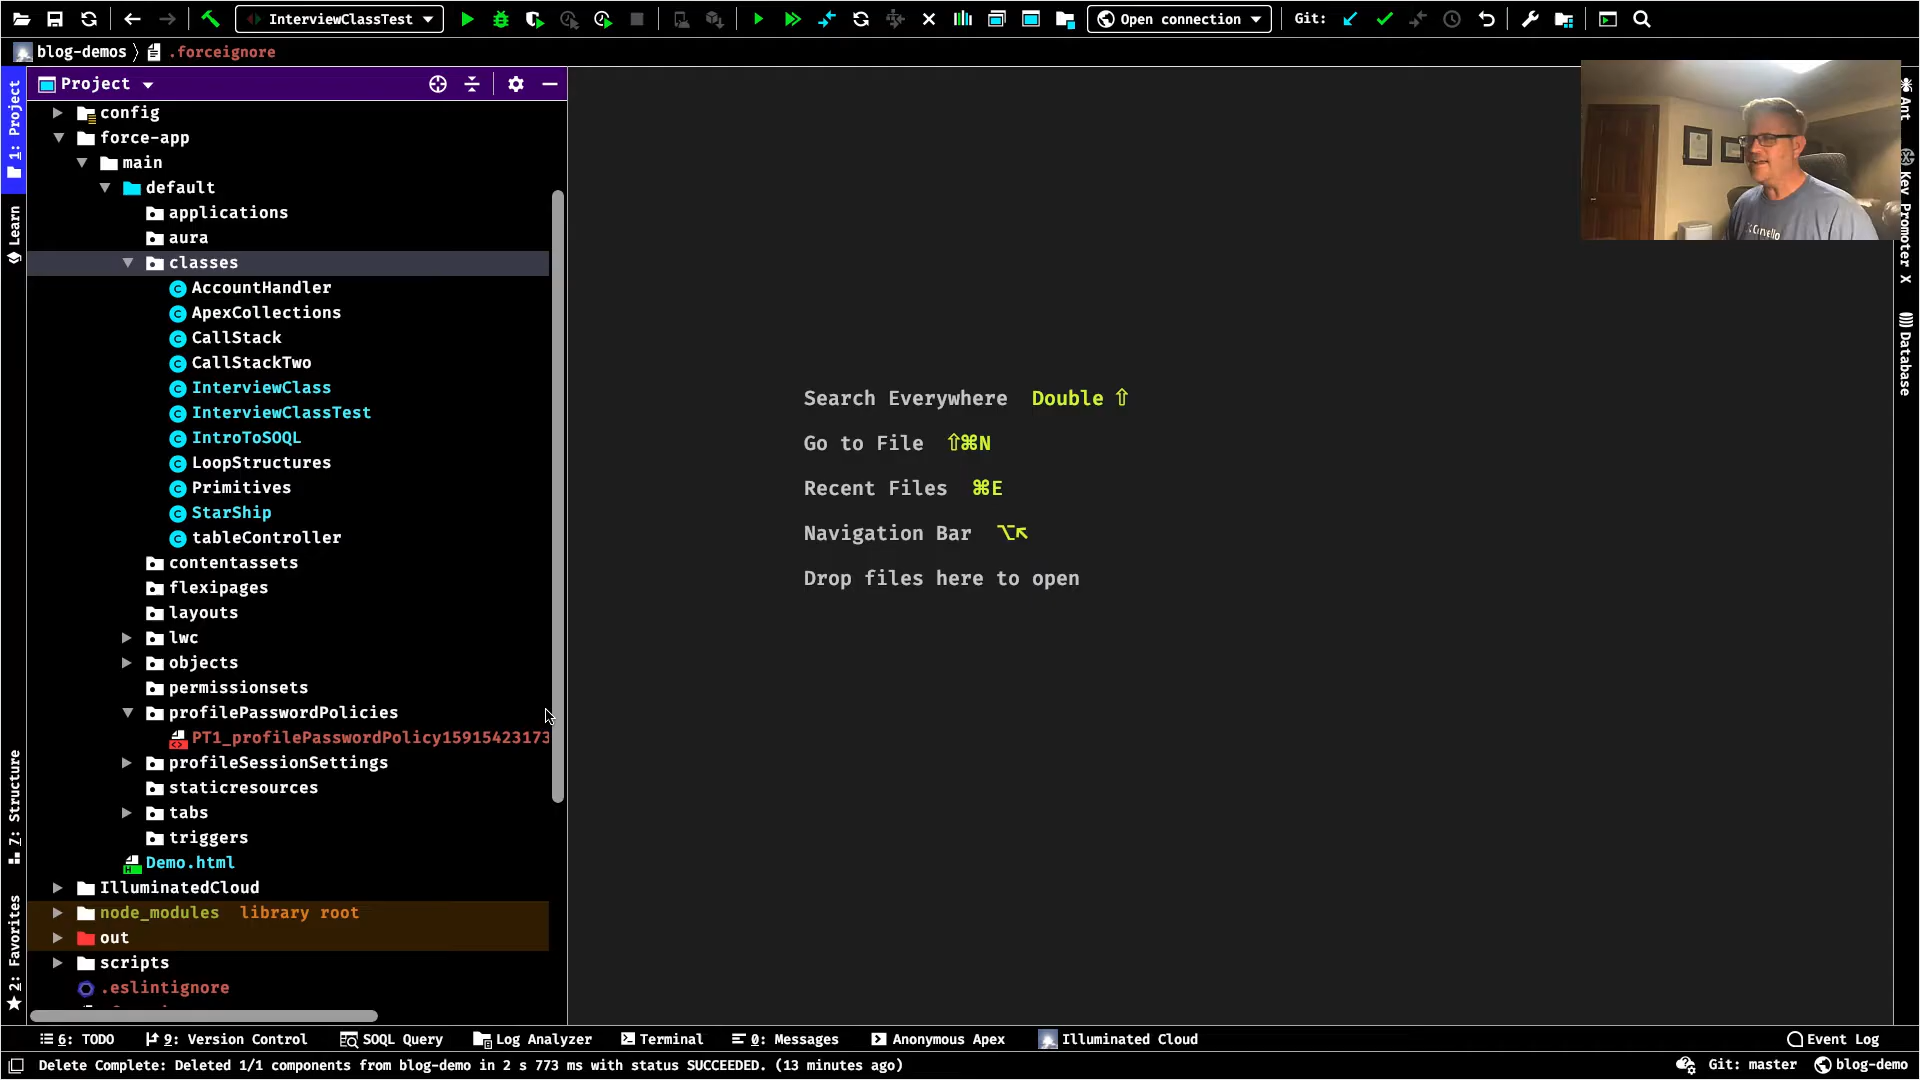 InterviewClassTest
Open connection
Git:
blog-demos
.forceignore
1: Project
Learn
7: Structure
2: Favorites
Project
config
force-app
main
default
applications
aura
classes
AccountHandler
ApexCollections
CallStack
CallStackTwo
InterviewClass
InterviewClassTest
IntroToSOQL
LoopStructures
Primitives
StarShip
tableController
contentassets
flexipages
layouts
lwc
objects
permissionsets
profilePasswordPolicies
PT1_profilePasswordPolicy15915423173
profileSessionSettings
staticresources
tabs
triggers
Demo.html
IlluminatedCloud
node_modules library root
out
scripts
.eslintignore
Search Everywhere Double ⇧
Go to File ⇧⌘N
Recent Files ⌘E
Navigation Bar ⌥↖
Drop files here to open
Ant
Key Promoter X
Database
6: TODO
9: Version Control
SOQL Query
Log Analyzer
Terminal
0: Messages
Anonymous Apex
Illuminated Cloud
Event Log
Delete Complete: Deleted 1/1 components from blog-demo in 2 s 773 ms with status SUCCEEDED. (13 minutes ago)
Git: master
blog-demo